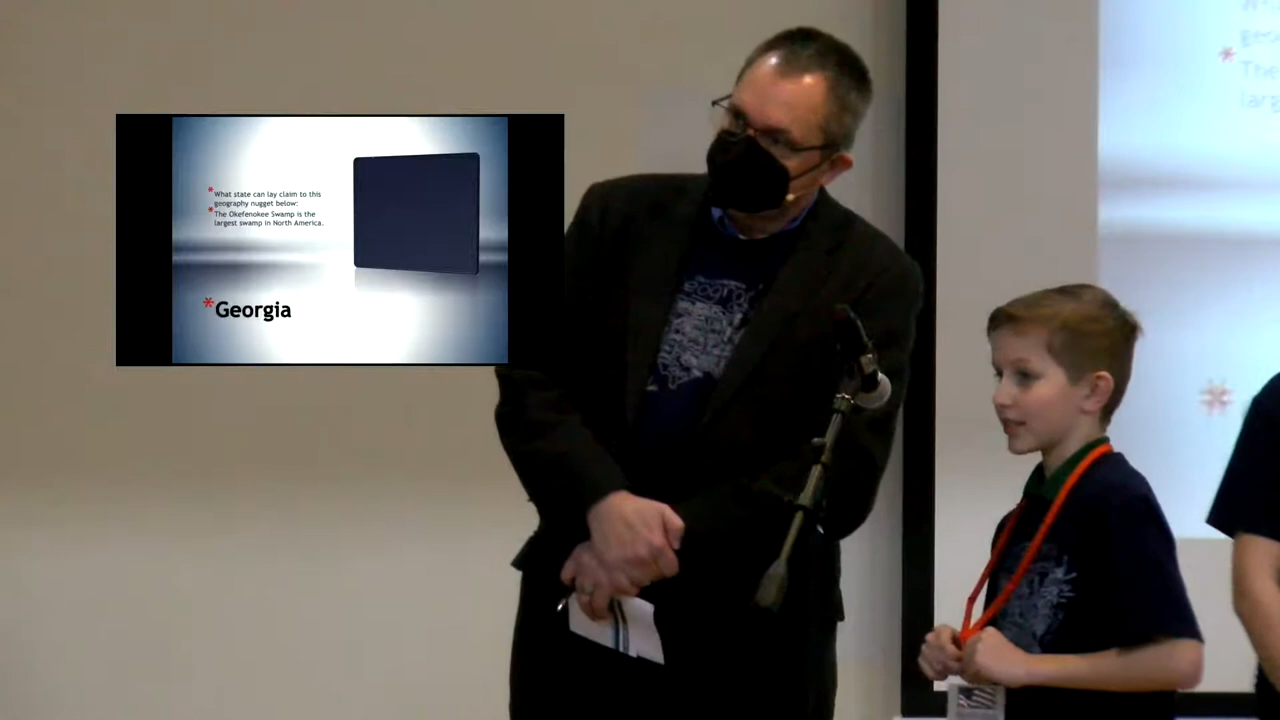 *What state can lay claim to this
geography nugget below:
*The Okefenokee Swamp is the
largest swamp in North America.
*Georgia